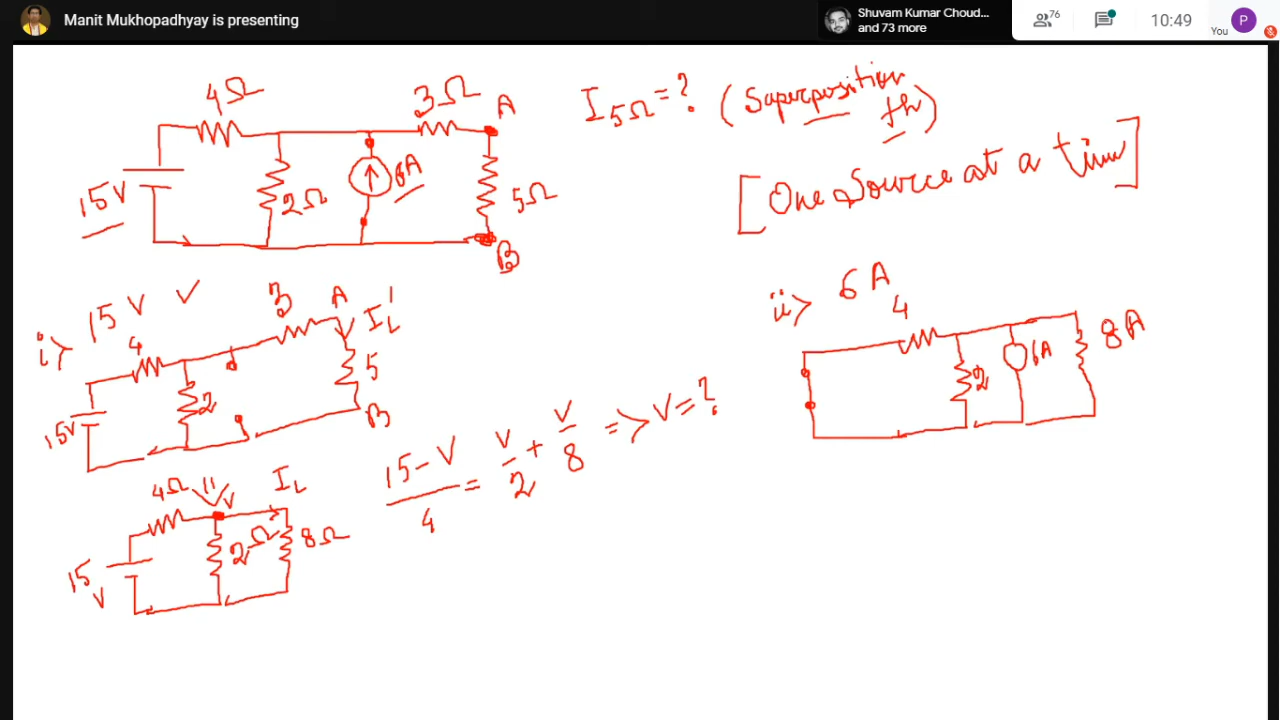 Manit Mukhopadhyay is presenting
Shuvam Kumar Choud...
and 73 more
76
10:49
You
P
4Ω
3Ω
A
I5Ω=? (Superposition th)
15V
2Ω
6A
5Ω
B
[One Source at a time]
i> 15 V ✓
4
3
A
IL'
15V
2
5
B
ii> 6A
4
2
6A
8A
4Ω
V
IL
15 V
2Ω
8Ω
15-V/4 = V/2 + V/8 => V=?